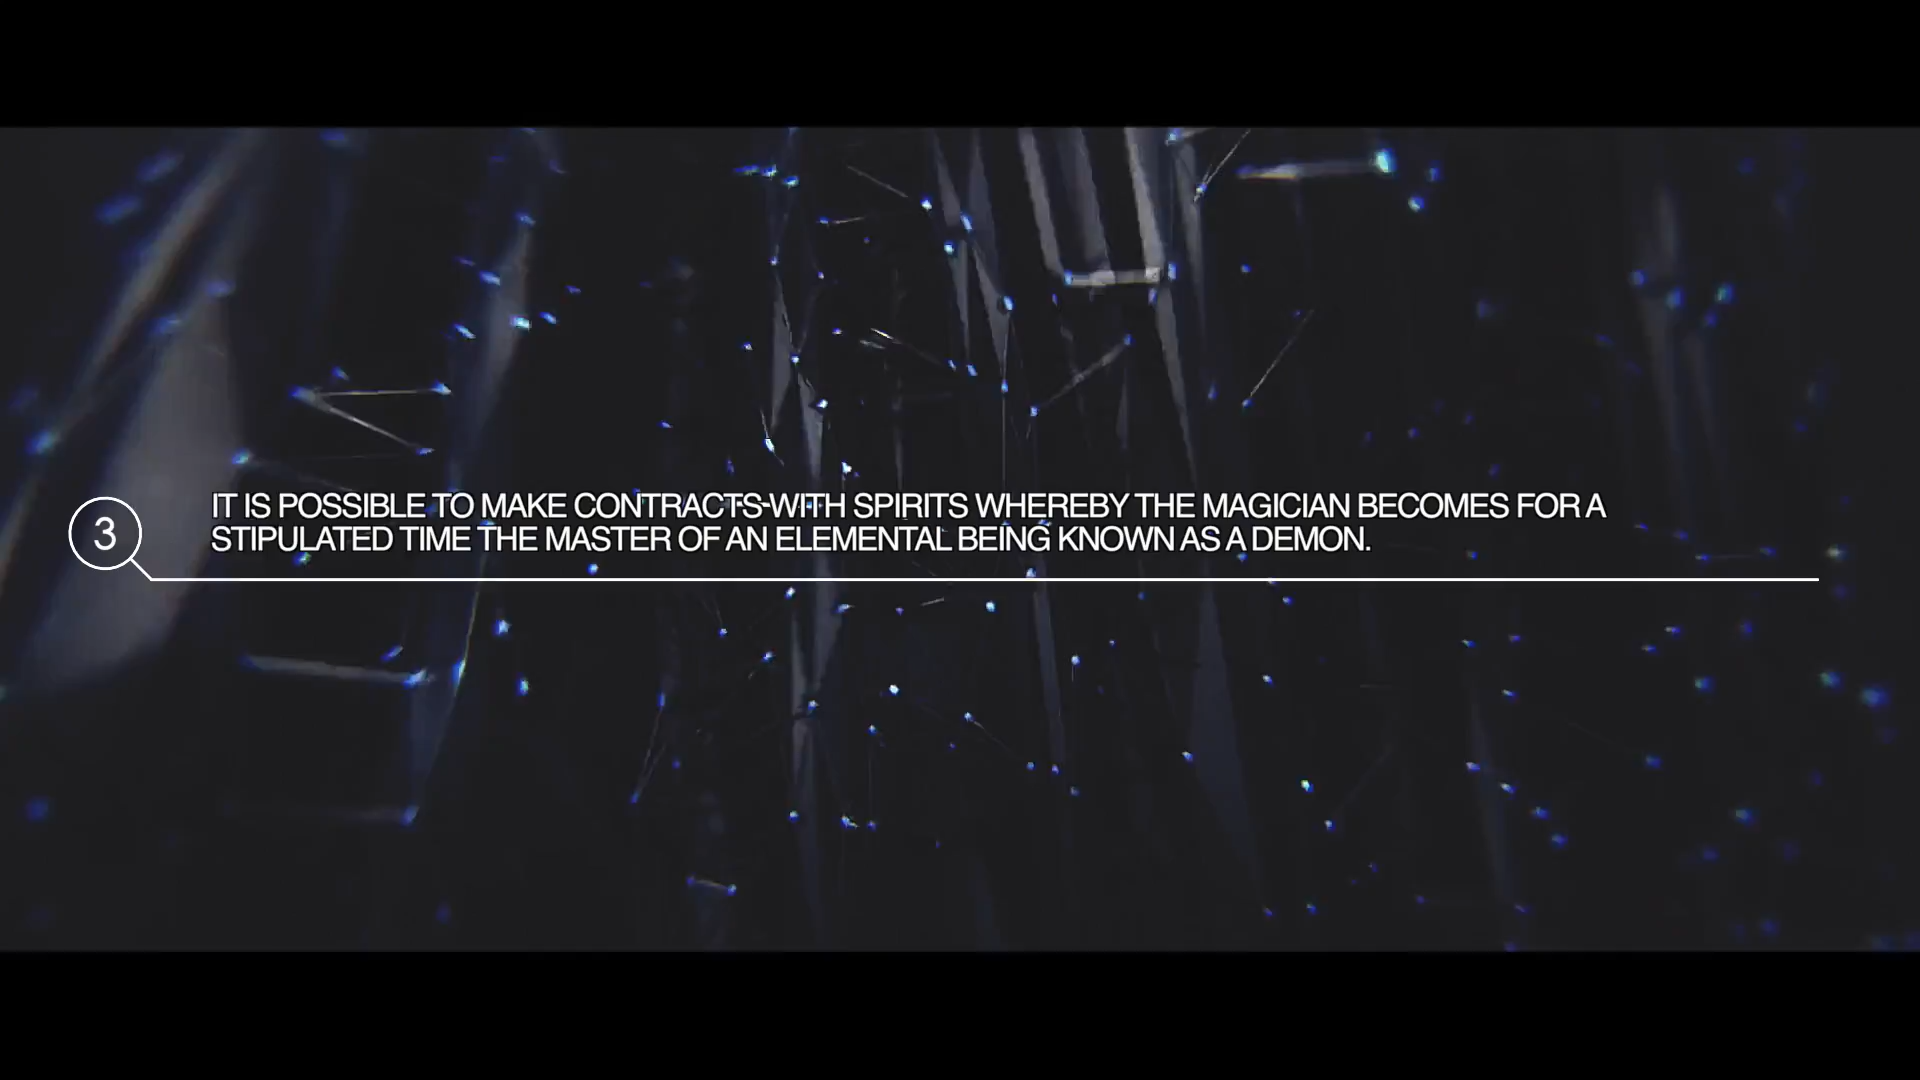 3
IT IS POSSIBLE TO MAKE CONTRACTS WITH SPIRITS WHEREBY THE MAGICIAN BECOMES FOR A
STIPULATED TIME THE MASTER OF AN ELEMENTAL BEING KNOWN AS A DEMON.